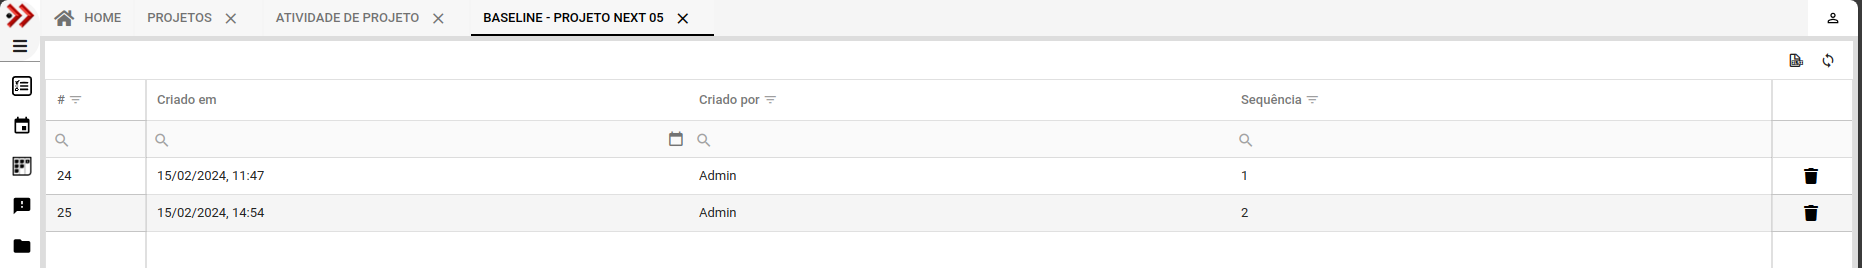 HOME PROJETOS ATIVIDADE DE PROJETO BASELINE - PROJETO NEXT 05
# Criado em Criado por Sequência
24 15/02/2024, 11:47 Admin 1
25 15/02/2024, 14:54 Admin 2